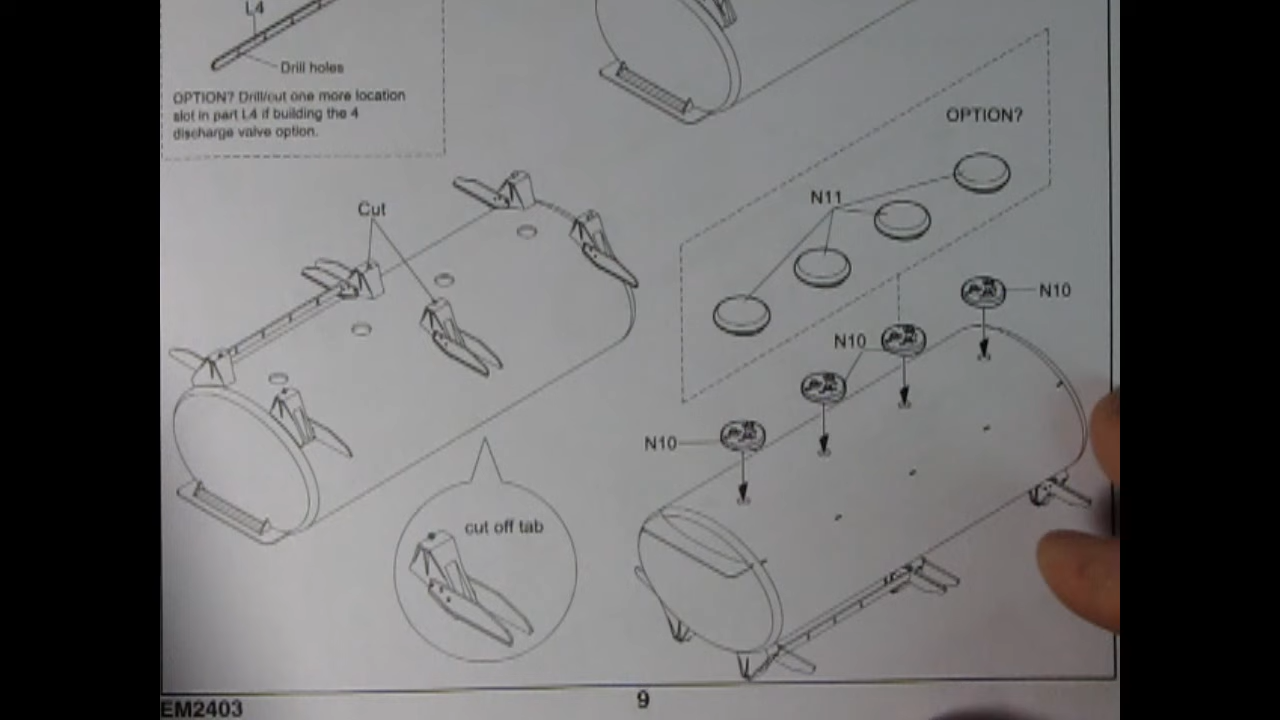 L4
Drill holes
OPTION? Drill/cut one more location
slot in part L4 if building the 4
discharge valve option.
OPTION?
N11
Cut
N10
N10
N10
cut off tab
EM2403
9